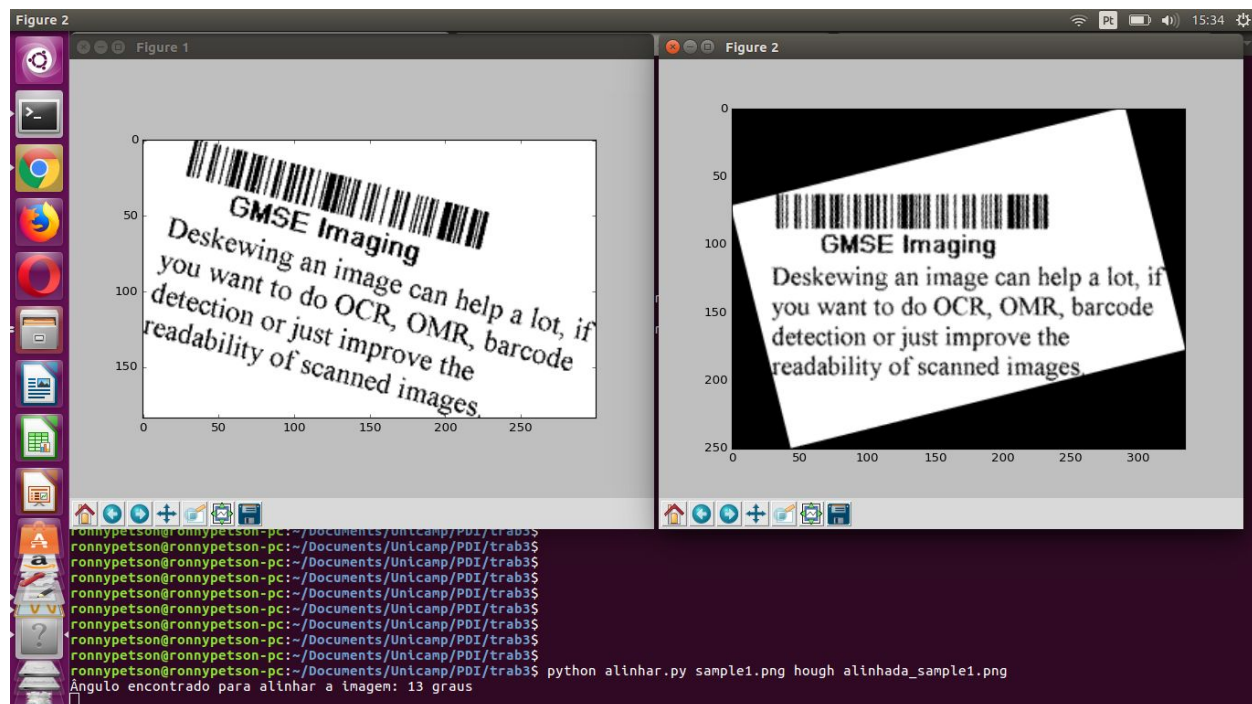 Figure 2
Pt
15:34
Figure 1
0
50
100
150
0
50
100
150
200
250
GMSE Imaging
Deskewing an image can help a lot, if
you want to do OCR, OMR, barcode
detection or just improve the
readability of scanned images.
Figure 2
0
50
100
150
200
250
0
50
100
150
200
250
300
GMSE Imaging
Deskewing an image can help a lot, if
you want to do OCR, OMR, barcode
detection or just improve the
readability of scanned images.
ronnypetson@ronnypetson-pc:~/Documents/Unicamp/PDI/trab3$
ronnypetson@ronnypetson-pc:~/Documents/Unicamp/PDI/trab3$
ronnypetson@ronnypetson-pc:~/Documents/Unicamp/PDI/trab3$
ronnypetson@ronnypetson-pc:~/Documents/Unicamp/PDI/trab3$
ronnypetson@ronnypetson-pc:~/Documents/Unicamp/PDI/trab3$
ronnypetson@ronnypetson-pc:~/Documents/Unicamp/PDI/trab3$
ronnypetson@ronnypetson-pc:~/Documents/Unicamp/PDI/trab3$
ronnypetson@ronnypetson-pc:~/Documents/Unicamp/PDI/trab3$
ronnypetson@ronnypetson-pc:~/Documents/Unicamp/PDI/trab3$
ronnypetson@ronnypetson-pc:~/Documents/Unicamp/PDI/trab3$ python alinhar.py sample1.png hough alinhada_sample1.png
Ângulo encontrado para alinhar a imagem: 13 graus